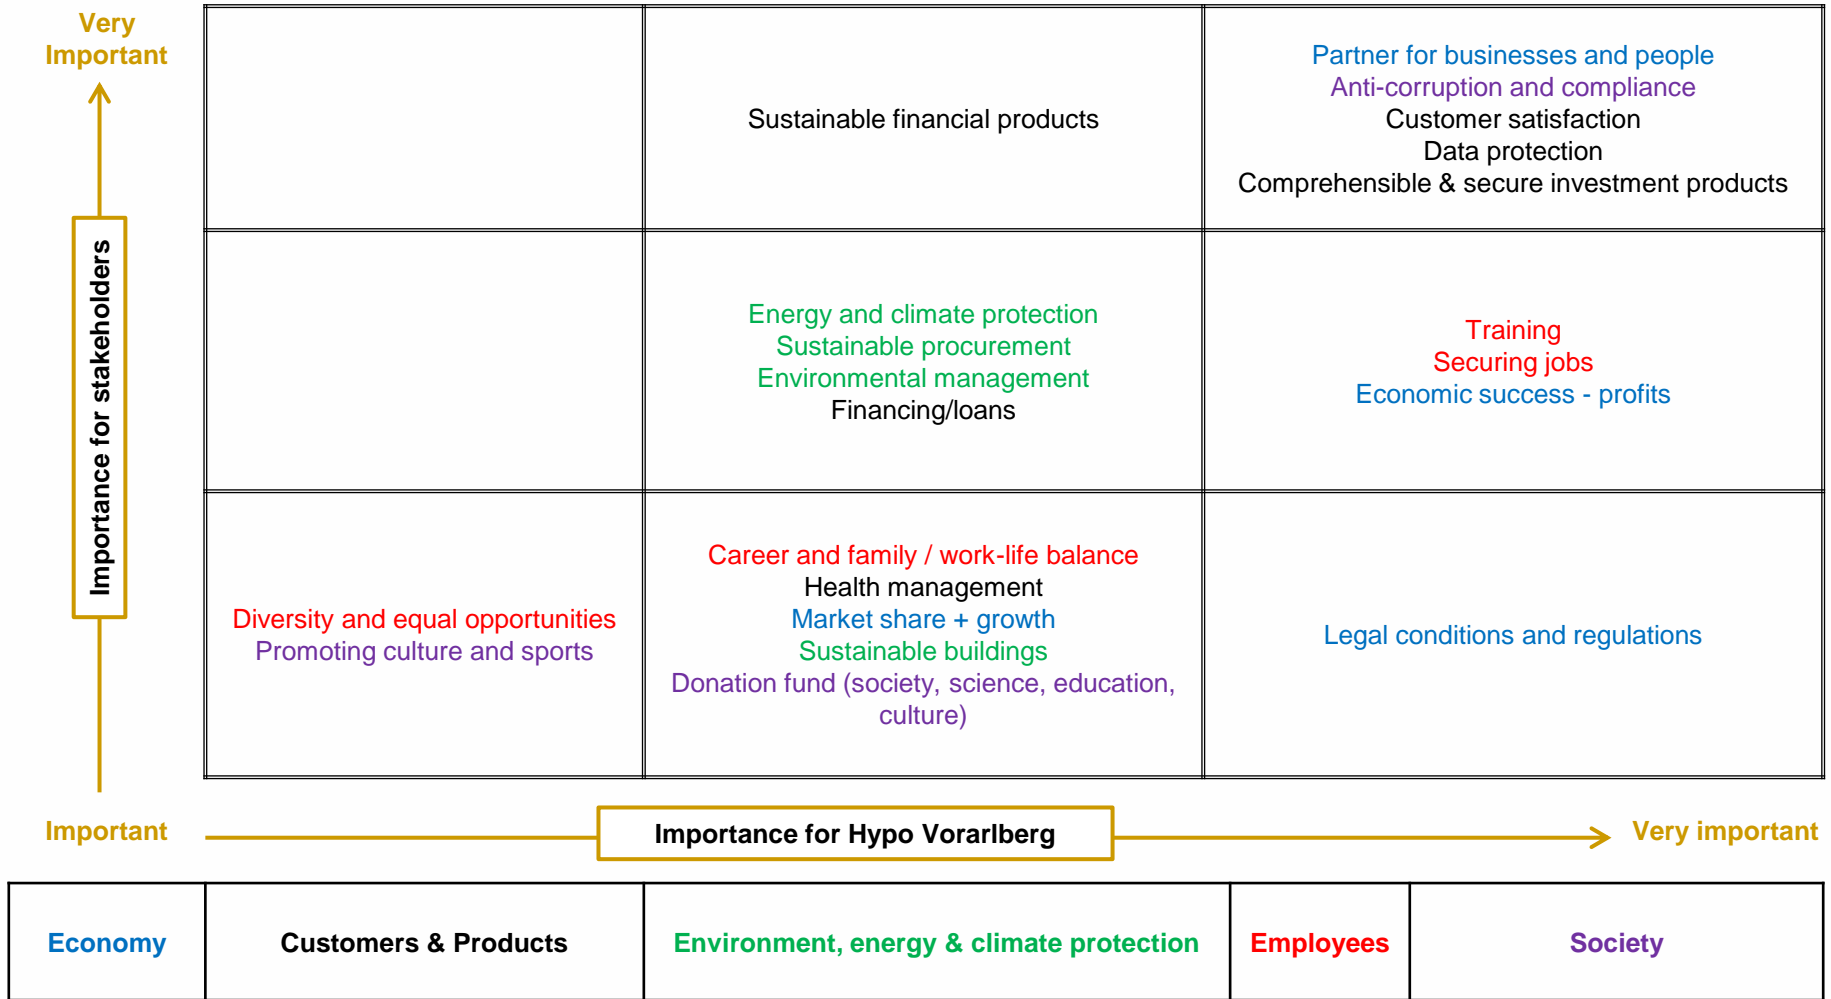 Very
Important
Sustainable financial products
Partner for businesses and people
Anti-corruption and compliance
Customer satisfaction
Data protection
Comprehensible & secure investment products
Importance for stakeholders
Energy and climate protection
Sustainable procurement
Environmental management
Financing/loans
Training
Securing jobs
Economic success - profits
Diversity and equal opportunities
Promoting culture and sports
Career and family / work-life balance
Health management
Market share + growth
Sustainable buildings
Donation fund (society, science, education,
culture)
Legal conditions and regulations
Important
Importance for Hypo Vorarlberg
Very important
Economy
Customers & Products
Environment, energy & climate protection
Employees
Society